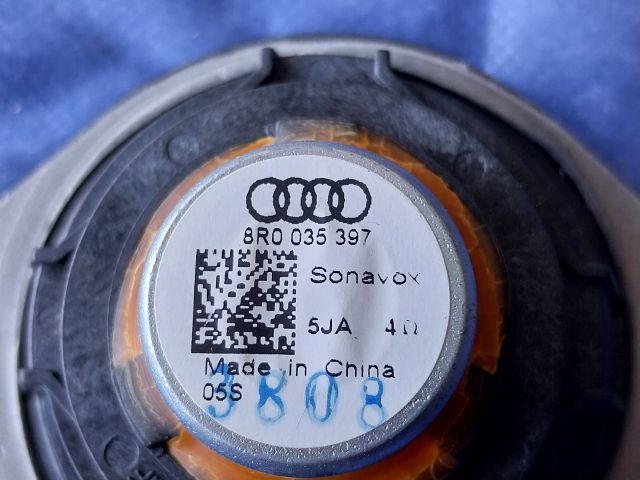 8R0 035 397
Sonavox
5JA 4Ω
Made in China
05S
3808